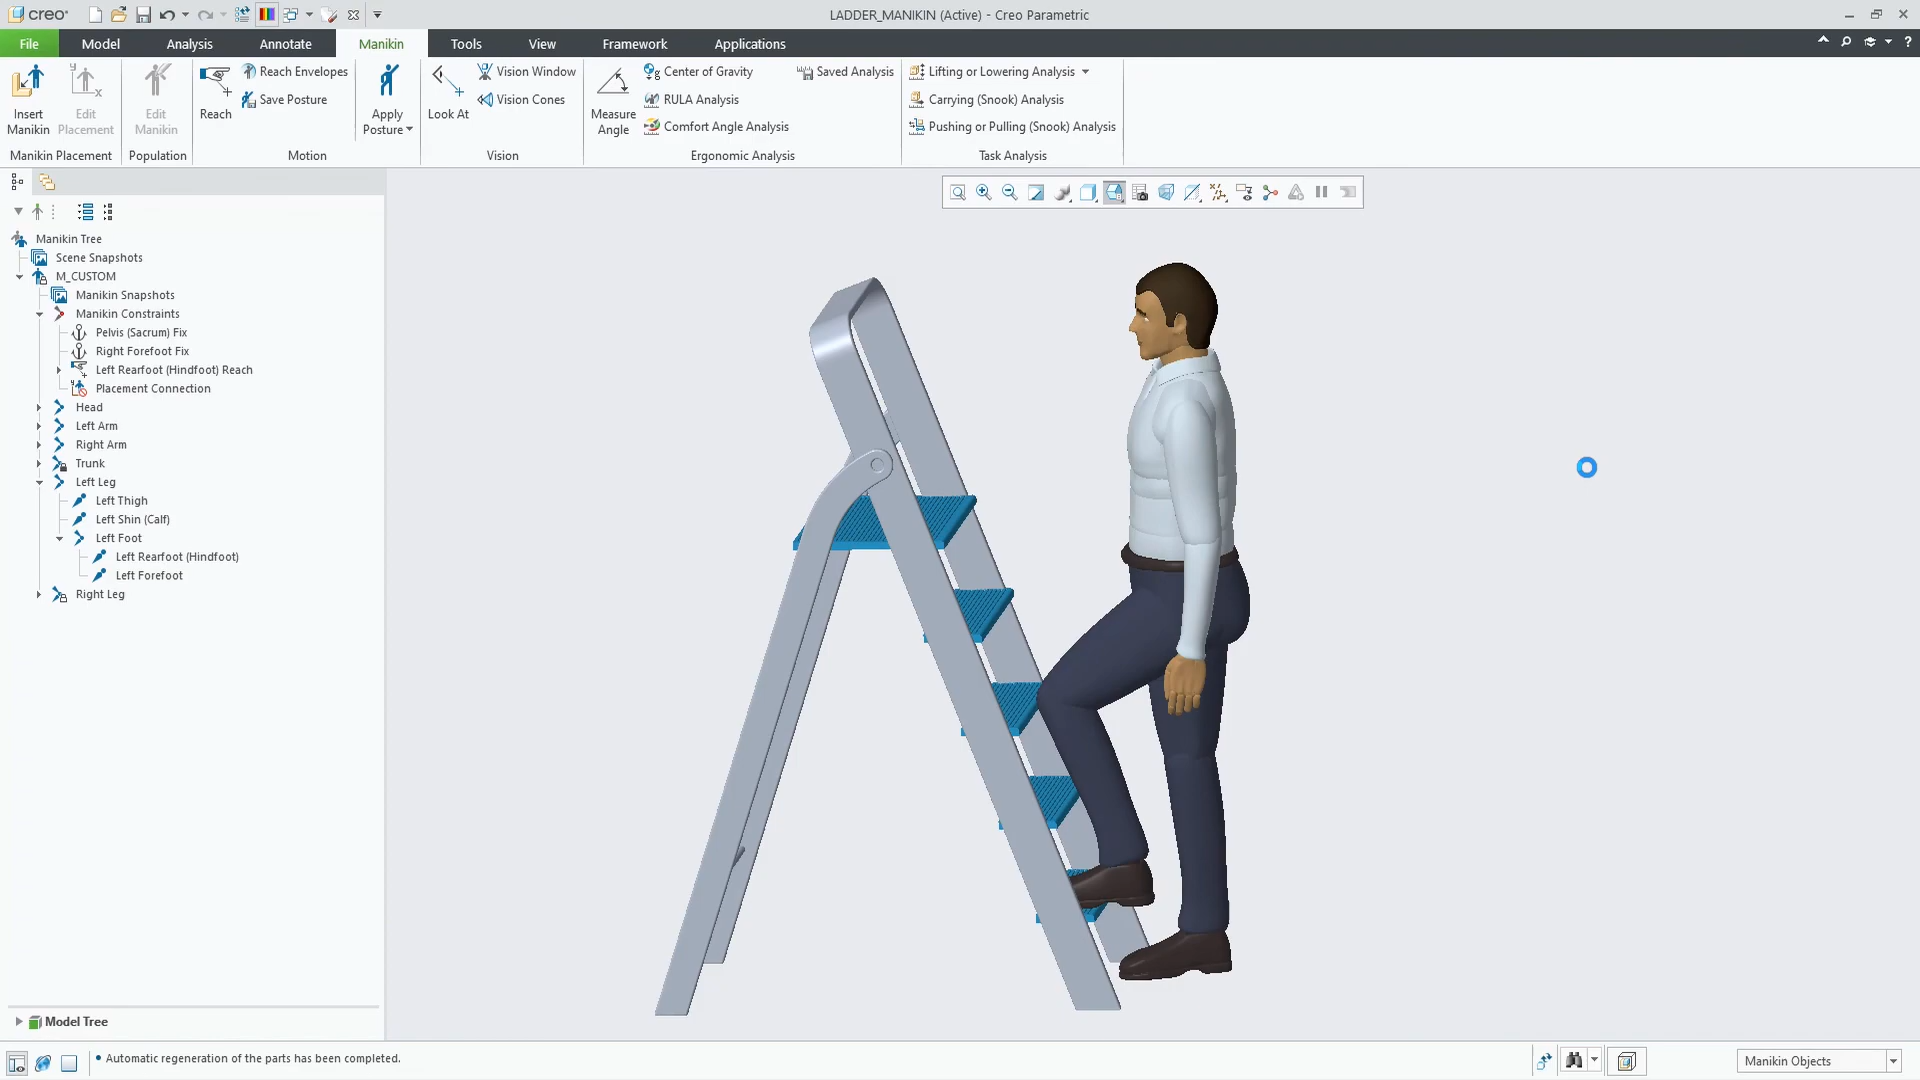 creo
LADDER_MANIKIN (Active) - Creo Parametric
File
Model
Analysis
Annotate
Manikin
Tools
View
Framework
Applications
Insert
Manikin
Edit
Placement
Manikin Placement
Edit
Manikin
Population
Reach
Reach Envelopes
Save Posture
Apply
Posture
Motion
Look At
Vision Window
Vision Cones
Vision
Measure
Angle
Center of Gravity
RULA Analysis
Comfort Angle Analysis
Saved Analysis
Ergonomic Analysis
Lifting or Lowering Analysis
Carrying (Snook) Analysis
Pushing or Pulling (Snook) Analysis
Task Analysis
Manikin Tree
Scene Snapshots
M_CUSTOM
Manikin Snapshots
Manikin Constraints
Pelvis (Sacrum) Fix
Right Forefoot Fix
Left Rearfoot (Hindfoot) Reach
Placement Connection
Head
Left Arm
Right Arm
Trunk
Left Leg
Left Thigh
Left Shin (Calf)
Left Foot
Left Rearfoot (Hindfoot)
Left Forefoot
Right Leg
Model Tree
• Automatic regeneration of the parts has been completed.
Manikin Objects